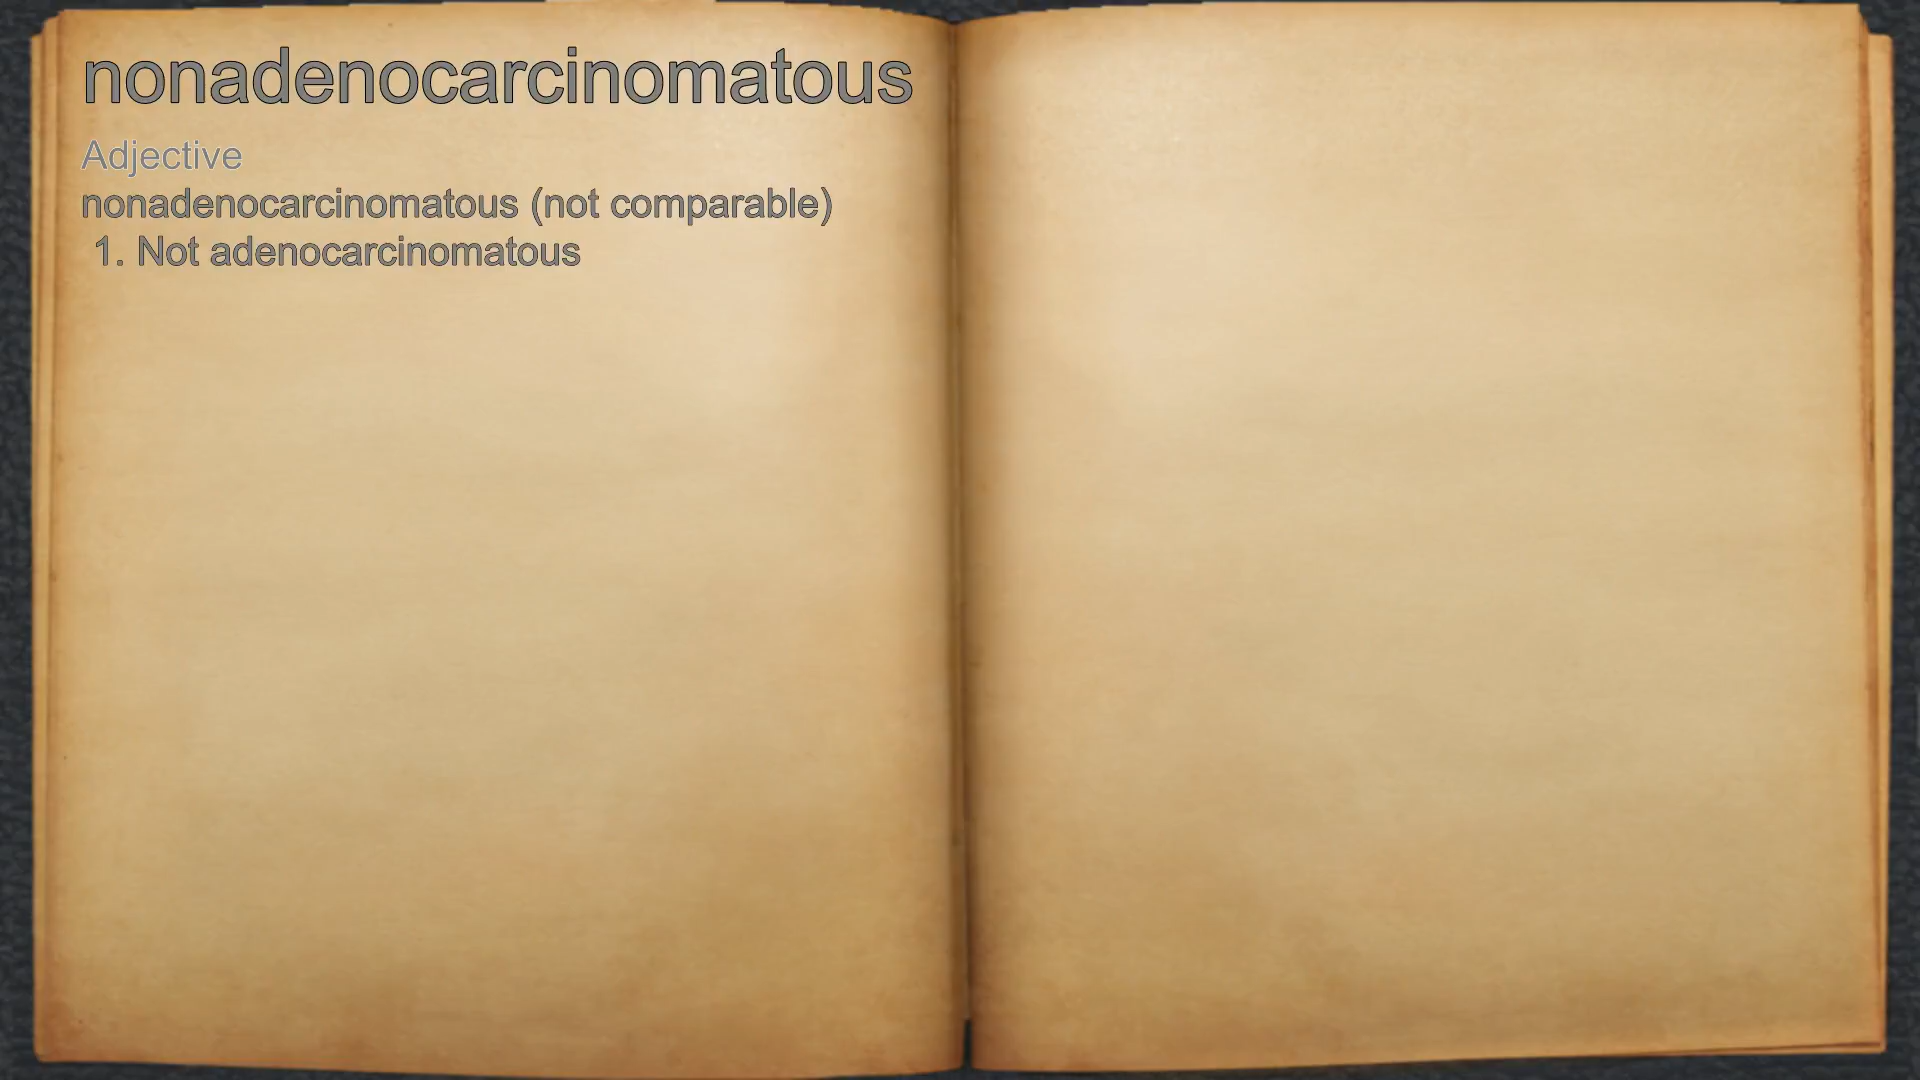 nonadenocarcinomatous
Adjective
nonadenocarcinomatous (not comparable)
1. Not adenocarcinomatous